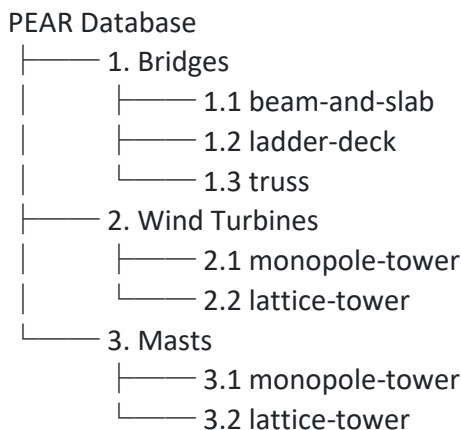 PEAR Database
1. Bridges
1.1 beam-and-slab
1.2 ladder-deck
1.3 truss
2. Wind Turbines
2.1 monopole-tower
2.2 lattice-tower
3. Masts
3.1 monopole-tower
3.2 lattice-tower